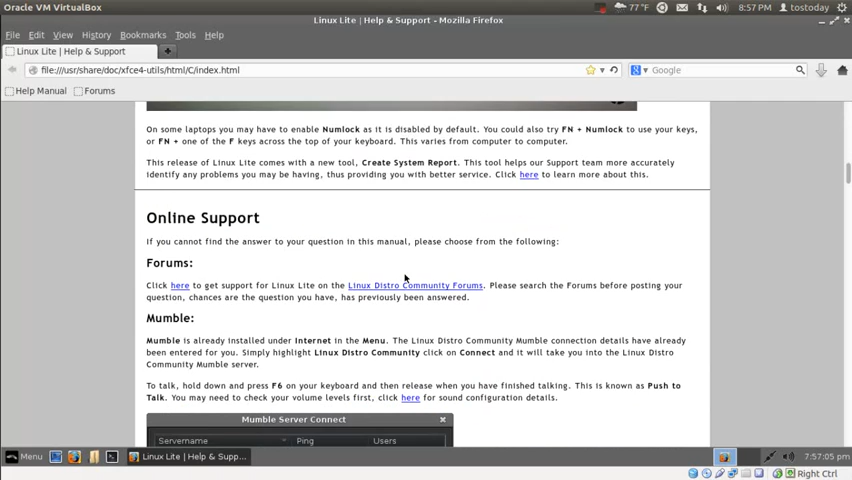 Oracle VM VirtualBox
77 °F
8:57 PM
tostoday
Linux Lite | Help & Support - Mozilla Firefox
File Edit View History Bookmarks Tools Help
Linux Lite | Help & Support
file:///usr/share/doc/xfce4-utils/html/C/index.html
Google
Help Manual Forums
On some laptops you may have to enable Numlock as it is disabled by default. You could also try FN + Numlock to use your keys,
or FN + one of the F keys across the top of your keyboard. This varies from computer to computer.
This release of Linux Lite comes with a new tool, Create System Report. This tool helps our Support team more accurately
identify any problems you may be having, thus providing you with better service. Click here to learn more about this.
Online Support
If you cannot find the answer to your question in this manual, please choose from the following:
Forums:
Click here to get support for Linux Lite on the Linux Distro Community Forums. Please search the Forums before posting your
question, chances are the question you have, has previously been answered.
Mumble:
Mumble is already installed under Internet in the Menu. The Linux Distro Community Mumble connection details have already
been entered for you. Simply highlight Linux Distro Community click on Connect and it will take you into the Linux Distro
Community Mumble server.
To talk, hold down and press F6 on your keyboard and then release when you have finished talking. This is known as Push to
Talk. You may need to check your volume levels first, click here for sound configuration details.
Mumble Server Connect
Servername Ping Users
Menu
Linux Lite | Help & Supp...
7:57:05 pm
Right Ctrl